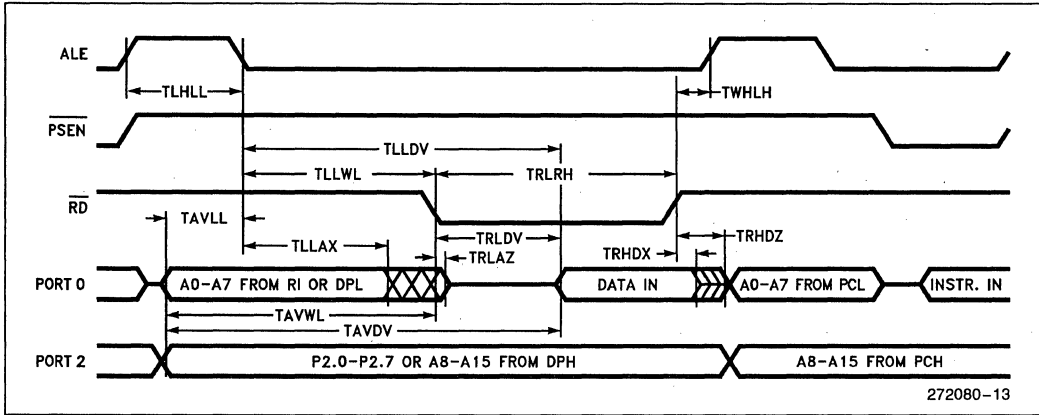 ALE
TLHLL
TWHLH
PSEN
TLLDV
TLLWL
TRLRH
RD
TAVLL
TRLDV
TRHDZ
TLLAX
TRLAZ
TRHDX
PORT 0
A0-A7 FROM RI OR DPL
DATA IN
A0-A7 FROM PCL
INSTR. IN
TAVWL
TAVDV
PORT 2
P2.0-P2.7 OR A8-A15 FROM DPH
A8-A15 FROM PCH
272080-13